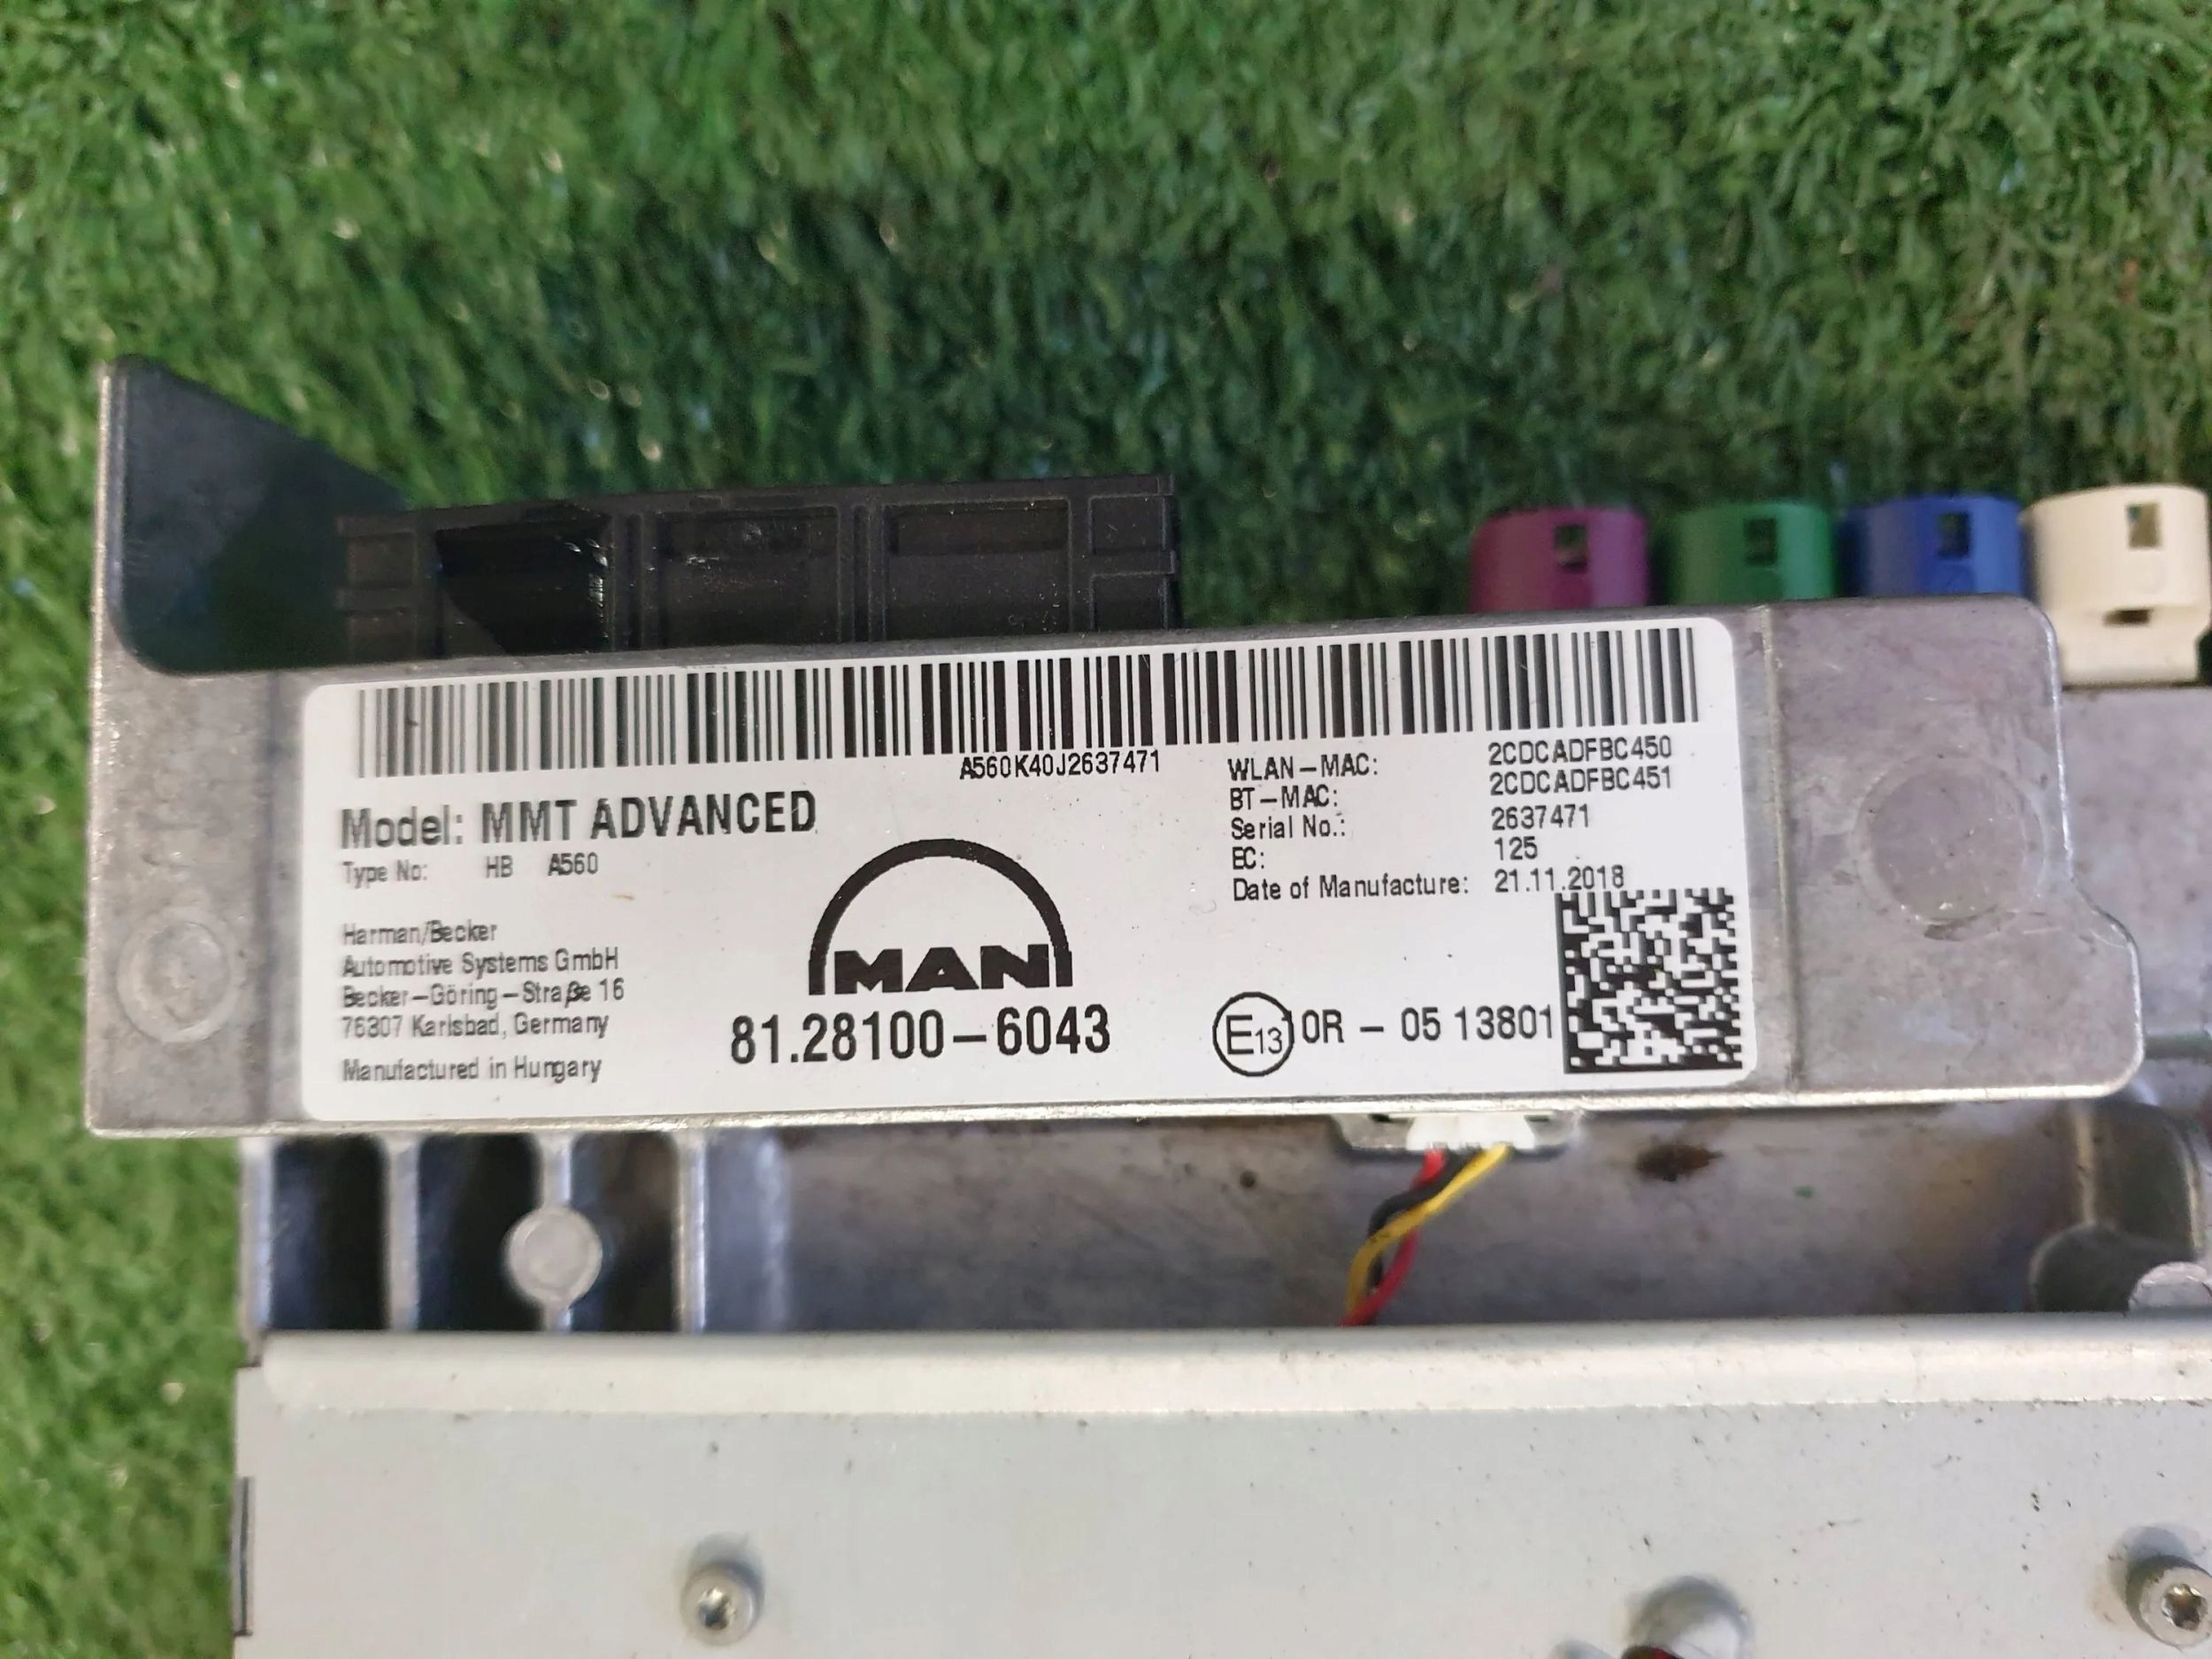 A560K40J2637471
Model: MMT ADVANCED
Type No: HB A560
Harman/Becker
Automotive Systems GmbH
Becker-Göring-Straße 16
76307 Karlsbad, Germany
Manufactured in Hungary
MAN
81.28100-6043
WLAN-MAC: 2CDCADFBC450
BT-MAC: 2CDCADFBC451
Serial No.: 2637471
EC: 125
Date of Manufacture: 21.11.2018
E13 10R - 05 13801